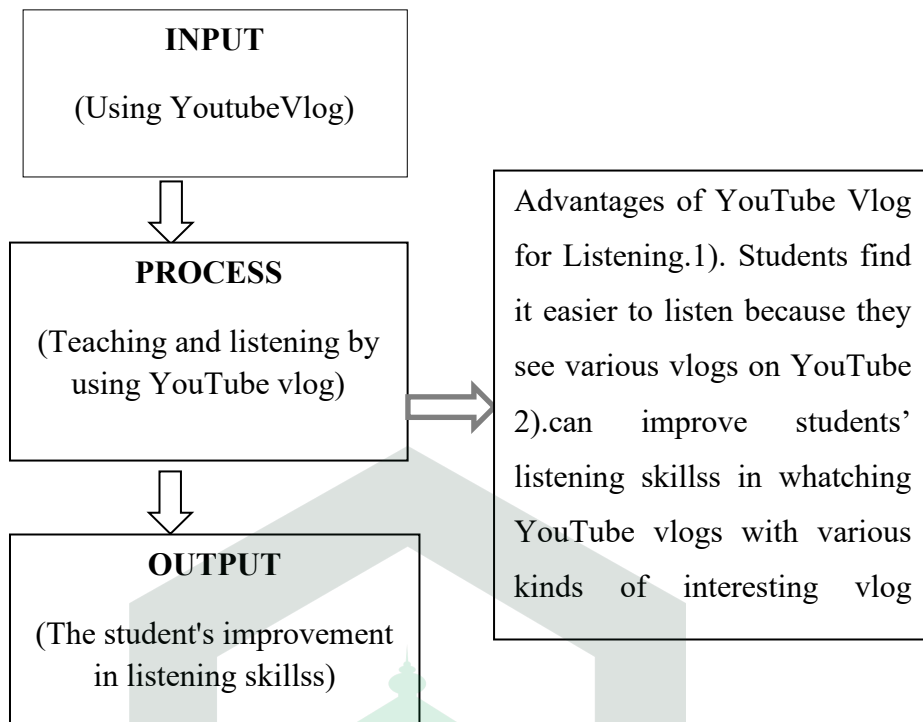 INPUT
(Using YoutubeVlog)
PROCESS
(Teaching and listening by
using YouTube vlog)
OUTPUT
(The student's improvement
in listening skillss)
Advantages of YouTube Vlog
for Listening.1). Students find
it easier to listen because they
see various vlogs on YouTube
2).can improve students’
listening skillss in whatching
YouTube vlogs with various
kinds of interesting vlog